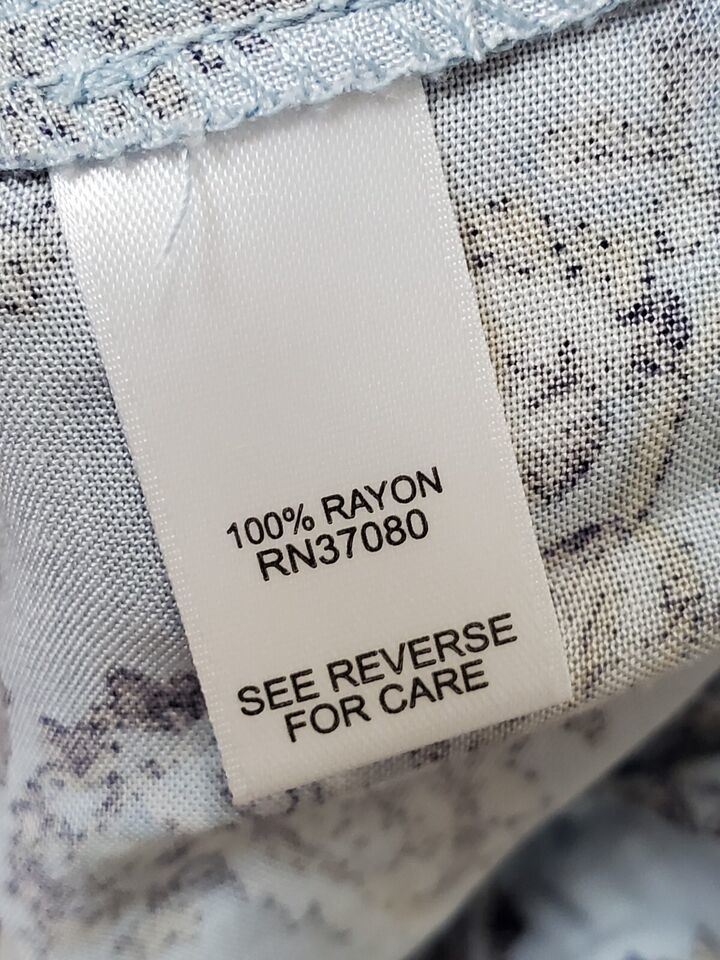 100% RAYON
RN37080
SEE REVERSE
FOR CARE